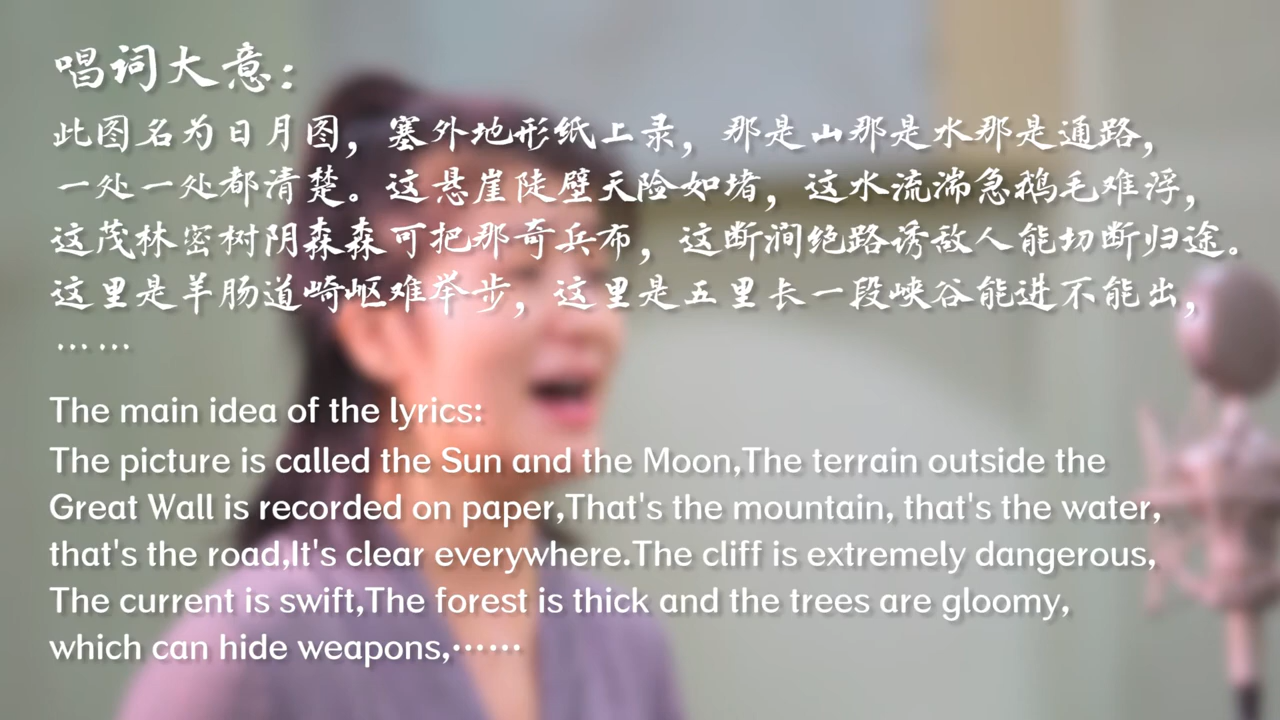 唱词大意：
此图名为日月图，塞外地形纸上录，那是山那是水那是通路，
一处一处都清楚。这悬崖陡壁天险如堵，这水流湍急鹅毛难浮，
这茂林密树阴森森可把那奇兵布，这断涧绝路诱敌人能切断归途。
这里是羊肠道崎岖难举步，这里是五里长一段峡谷能进不能出，
……
The main idea of the lyrics:
The picture is called the Sun and the Moon,The terrain outside the
Great Wall is recorded on paper,That's the mountain, that's the water,
that's the road,It's clear everywhere.The cliff is extremely dangerous,
The current is swift,The forest is thick and the trees are gloomy,
which can hide weapons,……